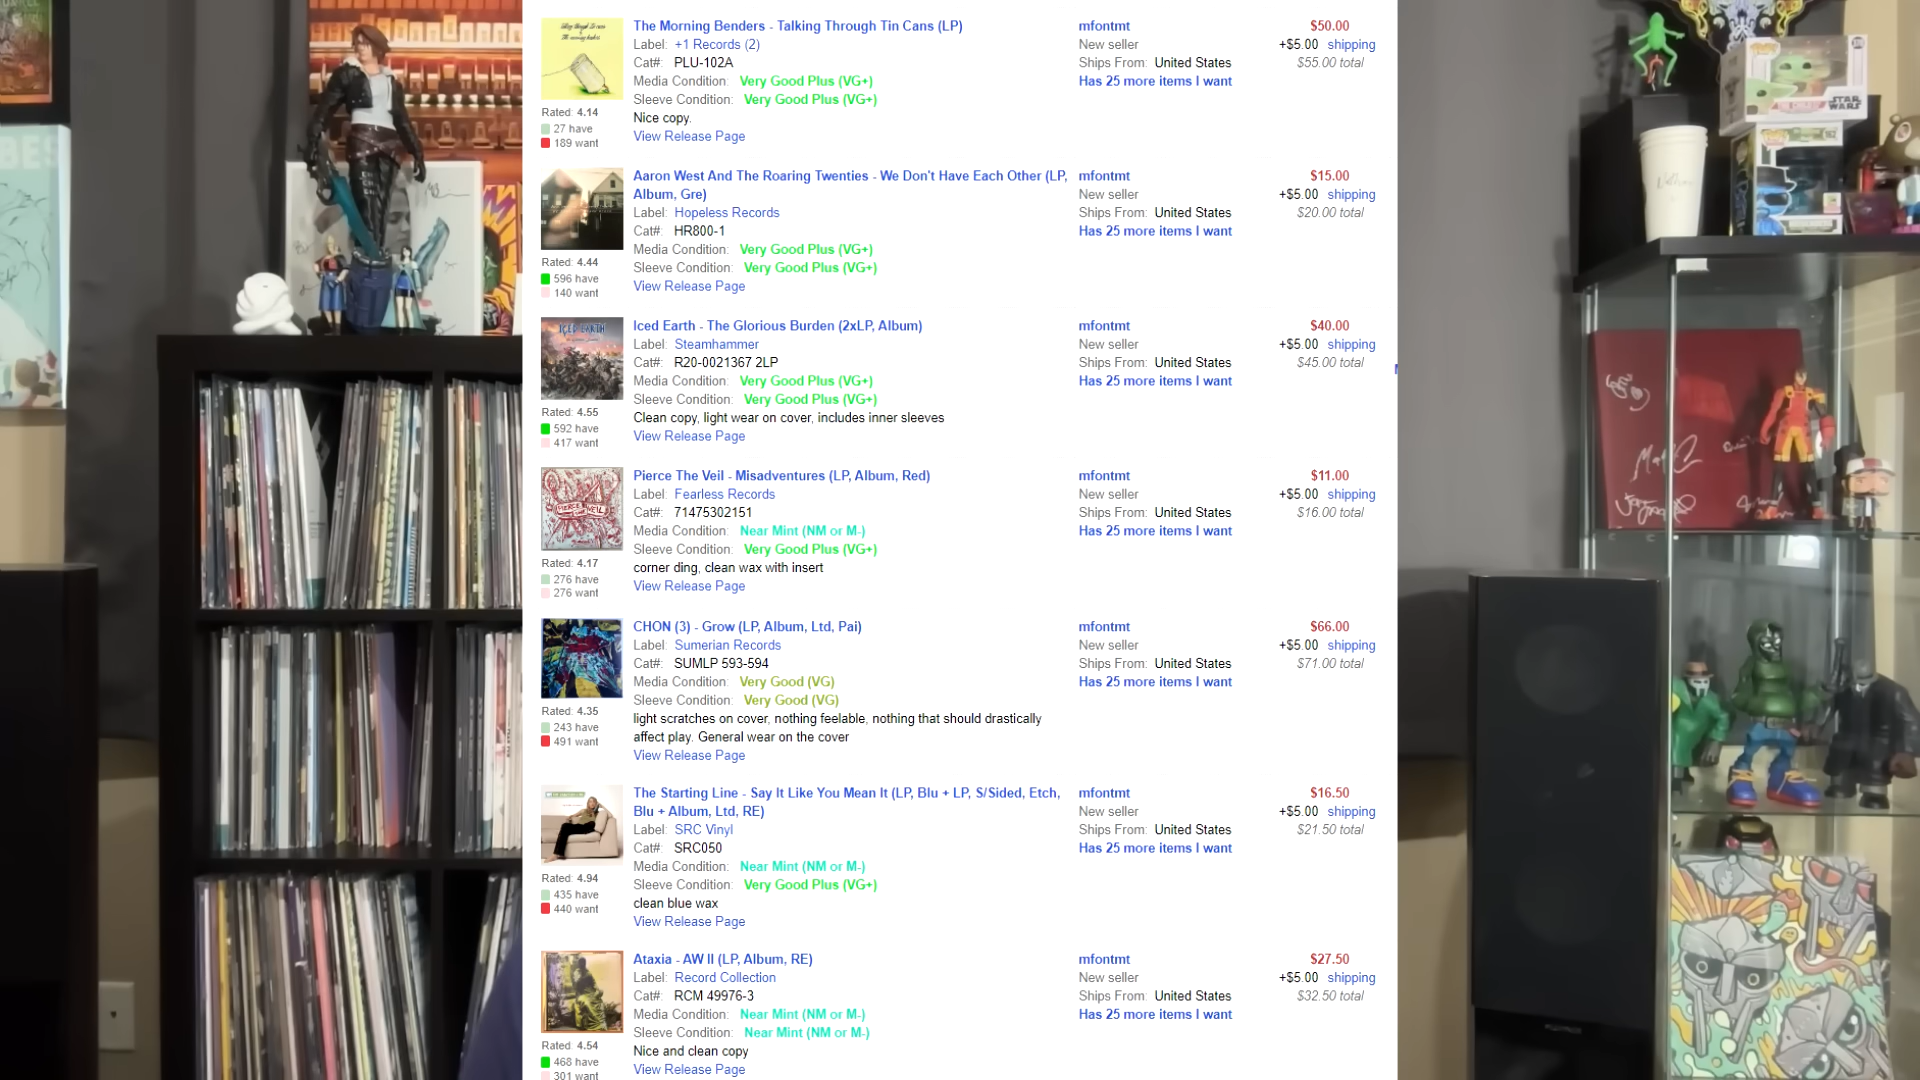 The Morning Benders - Talking Through Tin Cans (LP)
Label: +1 Records (2)
Cat#: PLU-102A
Media Condition: Very Good Plus (VG+)
Sleeve Condition: Very Good Plus (VG+)
Nice copy.
View Release Page
Rated: 4.14
27 have
189 want
mfontmt
New seller
Ships From: United States
Has 25 more items I want
$50.00
+$5.00 shipping
$55.00 total
Aaron West And The Roaring Twenties - We Don't Have Each Other (LP,
Album, Gre)
Label: Hopeless Records
Cat#: HR800-1
Media Condition: Very Good Plus (VG+)
Sleeve Condition: Very Good Plus (VG+)
View Release Page
Rated: 4.44
596 have
140 want
mfontmt
New seller
Ships From: United States
Has 25 more items I want
$15.00
+$5.00 shipping
$20.00 total
ICED EARTH
Iced Earth - The Glorious Burden (2xLP, Album)
Label: Steamhammer
Cat#: R20-0021367 2LP
Media Condition: Very Good Plus (VG+)
Sleeve Condition: Very Good Plus (VG+)
Clean copy, light wear on cover, includes inner sleeves
View Release Page
Rated: 4.55
592 have
417 want
mfontmt
New seller
Ships From: United States
Has 25 more items I want
$40.00
+$5.00 shipping
$45.00 total
PIERCE THE VEIL
Pierce The Veil - Misadventures (LP, Album, Red)
Label: Fearless Records
Cat#: 71475302151
Media Condition: Near Mint (NM or M-)
Sleeve Condition: Very Good Plus (VG+)
corner ding, clean wax with insert
View Release Page
Rated: 4.17
276 have
276 want
mfontmt
New seller
Ships From: United States
Has 25 more items I want
$11.00
+$5.00 shipping
$16.00 total
CHON (3) - Grow (LP, Album, Ltd, Pai)
Label: Sumerian Records
Cat#: SUMLP 593-594
Media Condition: Very Good (VG)
Sleeve Condition: Very Good (VG)
light scratches on cover, nothing feelable, nothing that should drastically
affect play. General wear on the cover
View Release Page
Rated: 4.35
243 have
491 want
mfontmt
New seller
Ships From: United States
Has 25 more items I want
$66.00
+$5.00 shipping
$71.00 total
The Starting Line - Say It Like You Mean It (LP, Blu + LP, S/Sided, Etch,
Blu + Album, Ltd, RE)
Label: SRC Vinyl
Cat#: SRC050
Media Condition: Near Mint (NM or M-)
Sleeve Condition: Very Good Plus (VG+)
clean blue wax
View Release Page
Rated: 4.94
435 have
440 want
mfontmt
New seller
Ships From: United States
Has 25 more items I want
$16.50
+$5.00 shipping
$21.50 total
Ataxia - AW II (LP, Album, RE)
Label: Record Collection
Cat#: RCM 49976-3
Media Condition: Near Mint (NM or M-)
Sleeve Condition: Near Mint (NM or M-)
Nice and clean copy
View Release Page
Rated: 4.54
468 have
301 want
mfontmt
New seller
Ships From: United States
Has 25 more items I want
$27.50
+$5.00 shipping
$32.50 total
STAR
WARS